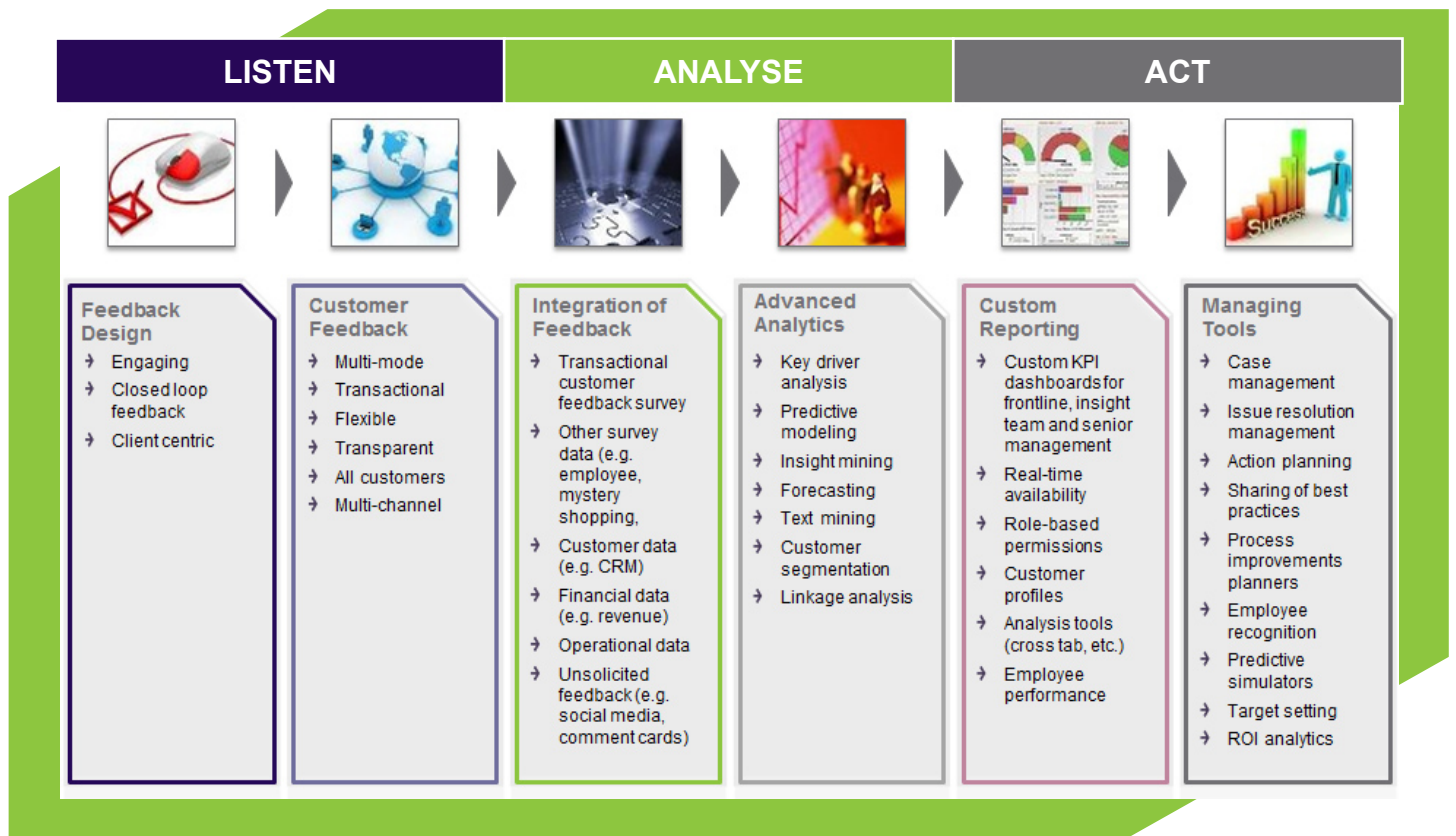 LISTEN
ANALYSE
ACT
Success
Feedback
Design
Engaging
Closed loop
feedback
Client centric
Customer
Feedback
Multi-mode
Transactional
Flexible
Transparent
All customers
Multi-channel
Integration of
Feedback
Transactional
customer
feedback survey
Other survey
data (e.g.
employee,
mystery
shopping,
Customer data
(e.g. CRM)
Financial data
(e.g. revenue)
Operational data
Unsolicited
feedback (e.g.
social media,
comment cards)
Advanced
Analytics
Key driver
analysis
Predictive
modeling
Insight mining
Forecasting
Text mining
Customer
segmentation
Linkage analysis
Custom
Reporting
Custom KPI
dashboards for
frontline, insight
team and senior
management
Real-time
availability
Role-based
permissions
Customer
profiles
Analysis tools
(cross tab, etc.)
Employee
performance
Managing
Tools
Case
management
Issue resolution
management
Action planning
Sharing of best
practices
Process
improvements
planners
Employee
recognition
Predictive
simulators
Target setting
ROI analytics